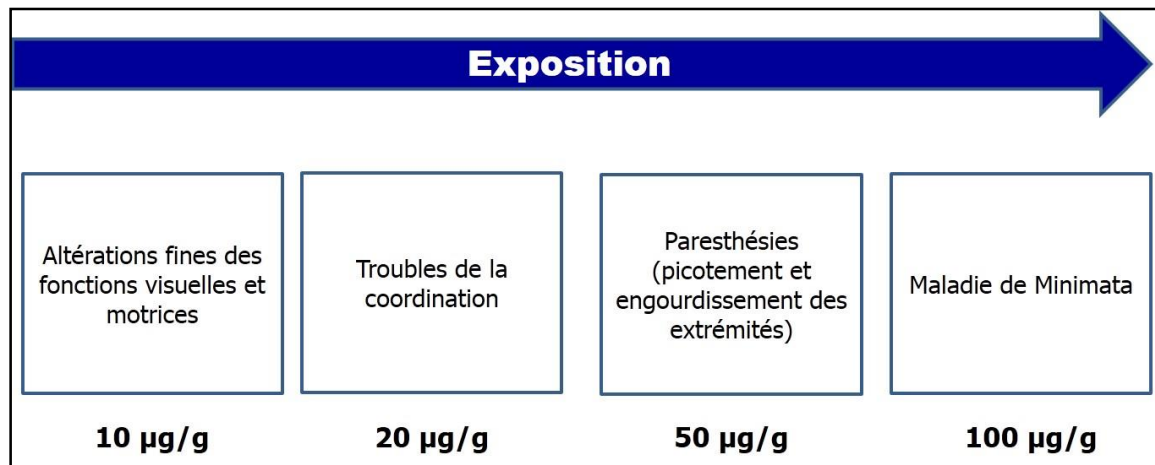 Exposition
Altérations fines des
fonctions visuelles et
motrices
Troubles de la
coordination
Paresthésies
(picotement et
engourdissement des
extrémités)
Maladie de Minimata
10 µg/g
20 µg/g
50 µg/g
100 µg/g